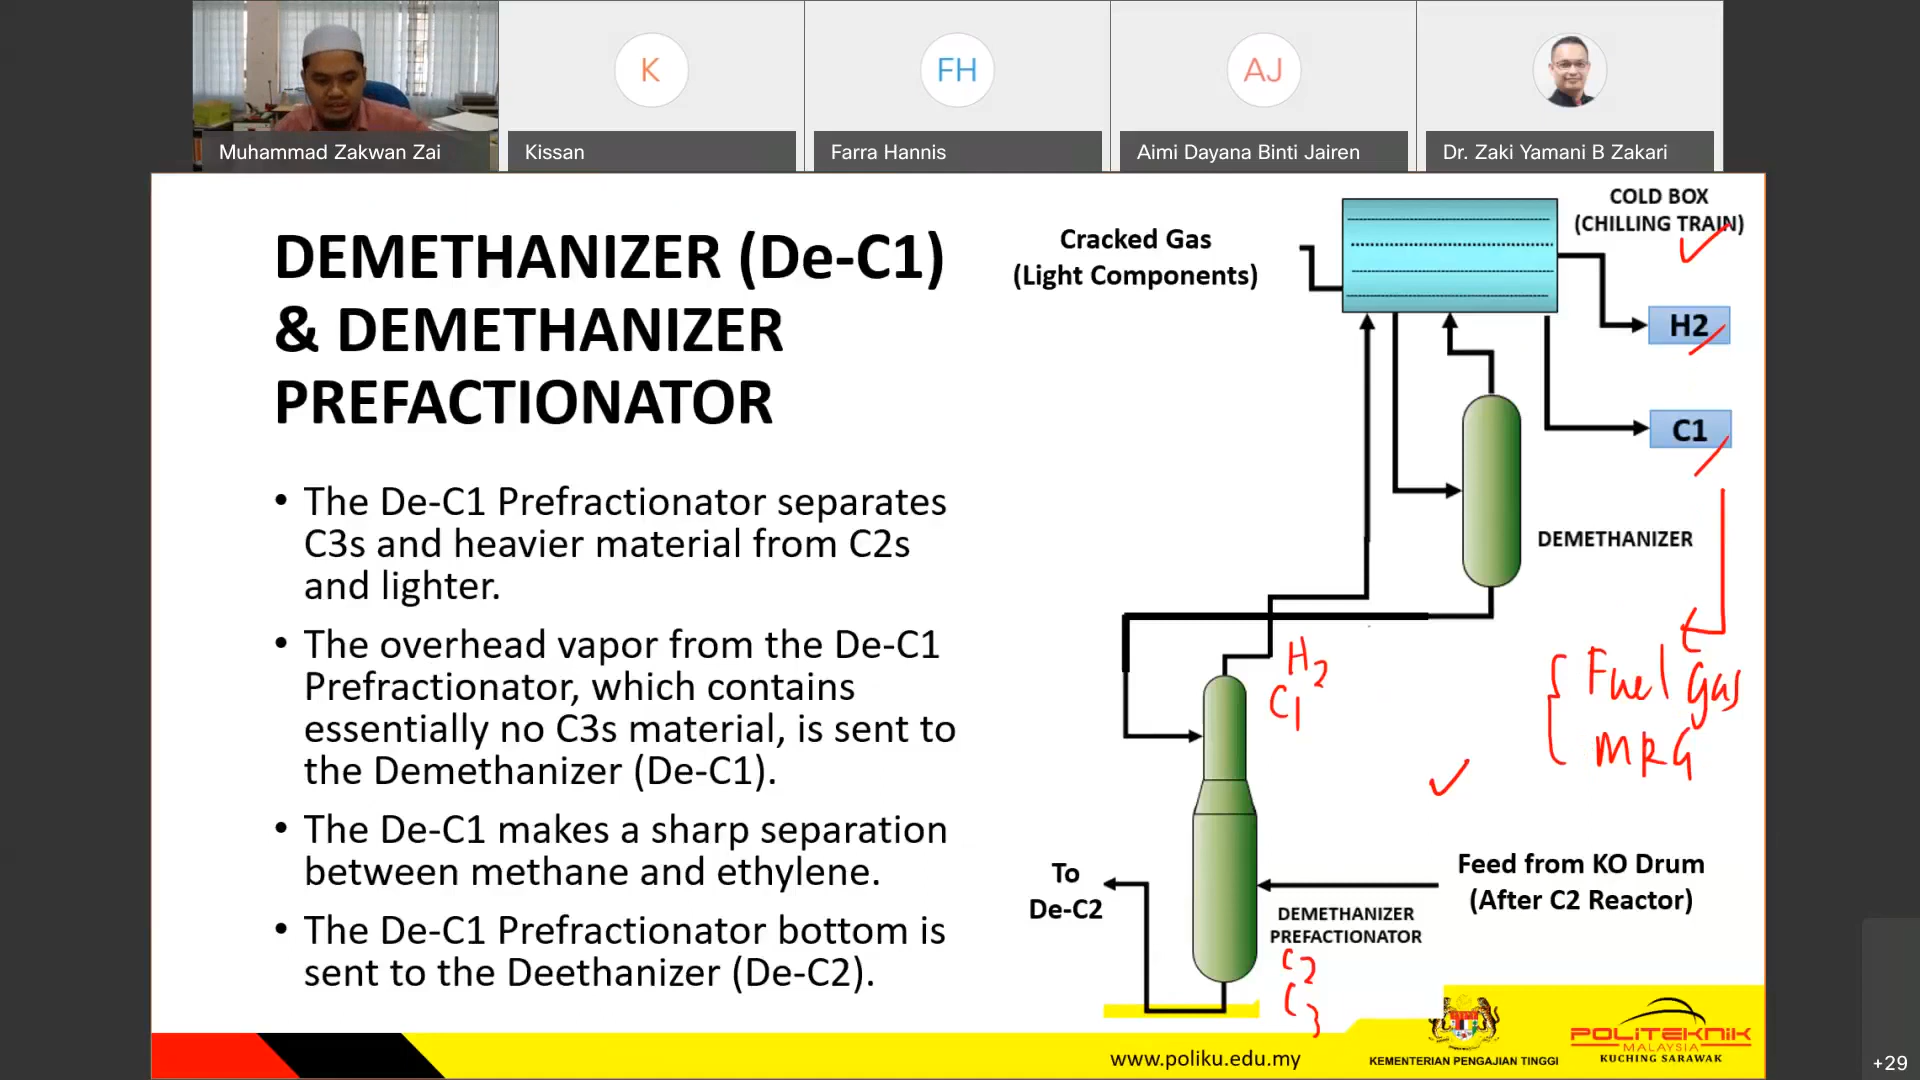 K
FH
AJ
Muhammad Zakwan Zai
Kissan
Farra Hannis
Aimi Dayana Binti Jairen
Dr. Zaki Yamani B Zakari
DEMETHANIZER (De-C1)
& DEMETHANIZER
PREFACTIONATOR
• The De-C1 Prefractionator separates
C3s and heavier material from C2s
and lighter.
• The overhead vapor from the De-C1
Prefractionator, which contains
essentially no C3s material, is sent to
the Demethanizer (De-C1).
• The De-C1 makes a sharp separation
between methane and ethylene.
• The De-C1 Prefractionator bottom is
sent to the Deethanizer (De-C2).
COLD BOX
(CHILLING TRAIN)
Cracked Gas
(Light Components)
H2
C1
DEMETHANIZER
H2
C1
Fuel Gas
MRG
To
De-C2
Feed from KO Drum
(After C2 Reactor)
DEMETHANIZER
PREFACTIONATOR
C2
C3
www.poliku.edu.my
KEMENTERIAN PENGAJIAN TINGGI
POLITEKNIK
MALAYSIA
KUCHING SARAWAK
+29